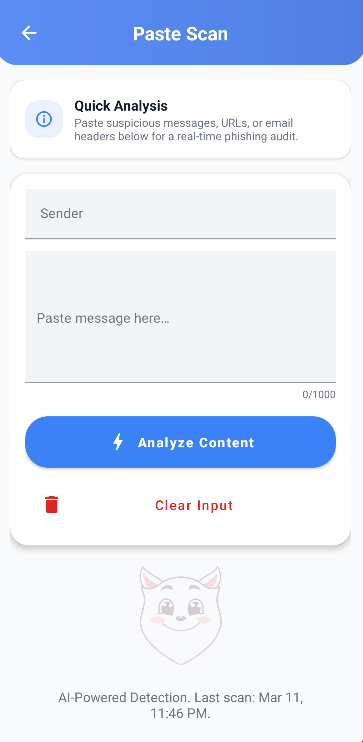 Paste Scan
Quick Analysis
Paste suspicious messages, URLs, or email
headers below for a real-time phishing audit.
Sender
Paste message here...
0/1000
Analyze Content
Clear Input
AI-Powered Detection. Last scan: Mar 11,
11:46 PM.